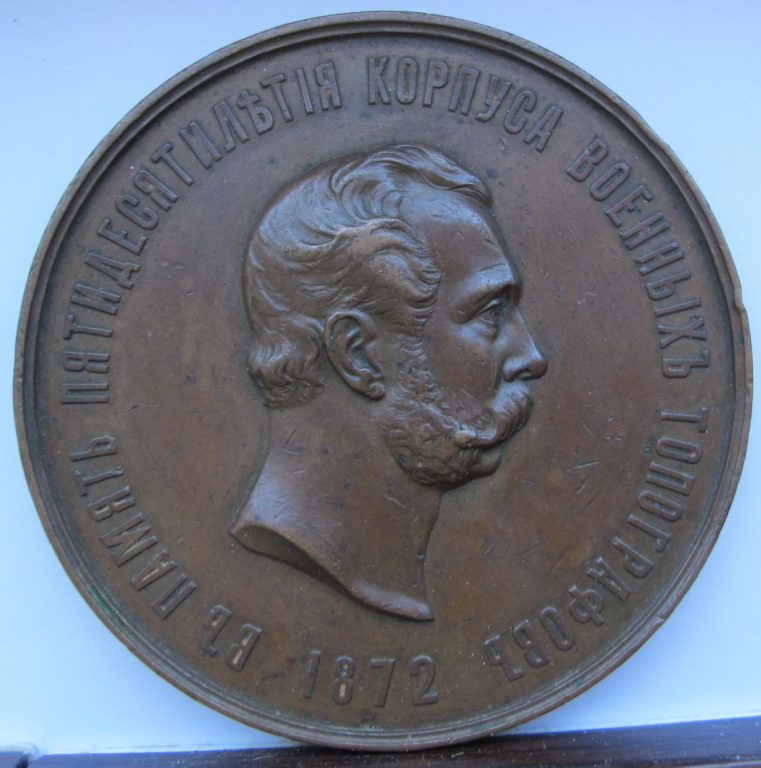 ВЪ ПАМЯТЬ ПЯТИДЕСЯТИЛѢТІЯ КОРПУСА ВОЕННЫХЪ ТОПОГРАФОВЪ
1872